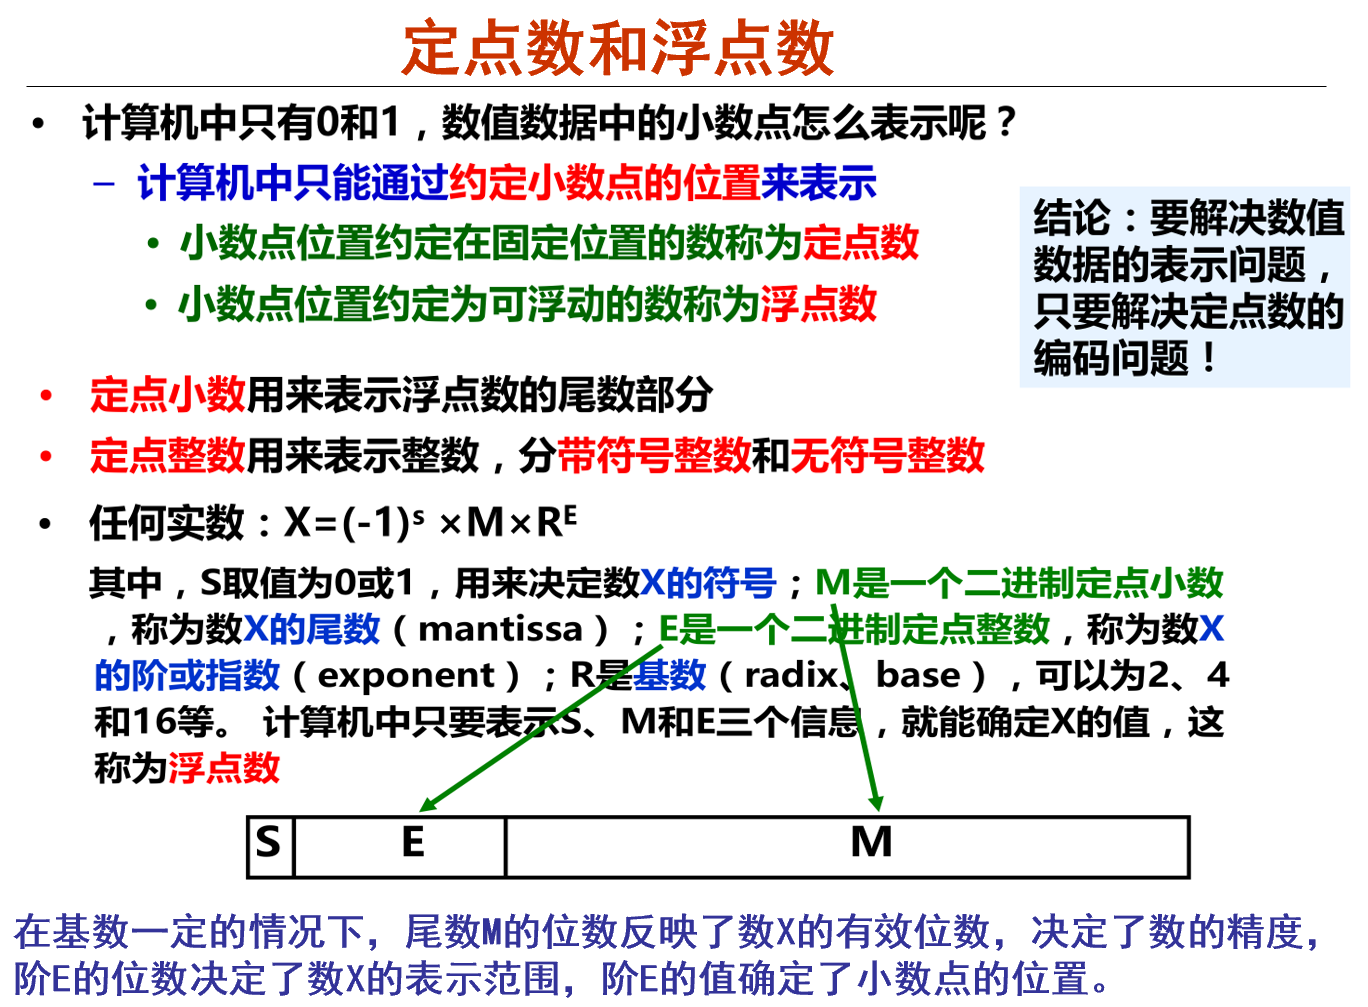 定点数和浮点数
• 计算机中只有0和1，数值数据中的小数点怎么表示呢？
– 计算机中只能通过约定小数点的位置来表示
• 小数点位置约定在固定位置的数称为定点数
• 小数点位置约定为可浮动的数称为浮点数
结论：要解决数值
数据的表示问题，
只要解决定点数的
编码问题！
• 定点小数用来表示浮点数的尾数部分
• 定点整数用来表示整数，分带符号整数和无符号整数
• 任何实数：X=(-1)ˢ ×M×Rᴱ
其中，S取值为0或1，用来决定数X的符号；M是一个二进制定点小数
，称为数X的尾数（mantissa）；E是一个二进制定点整数，称为数X
的阶或指数（exponent）；R是基数（radix、base），可以为2、4
和16等。 计算机中只要表示S、M和E三个信息，就能确定X的值，这
称为浮点数
S E M
在基数一定的情况下，尾数M的位数反映了数X的有效位数，决定了数的精度，
阶E的位数决定了数X的表示范围，阶E的值确定了小数点的位置。